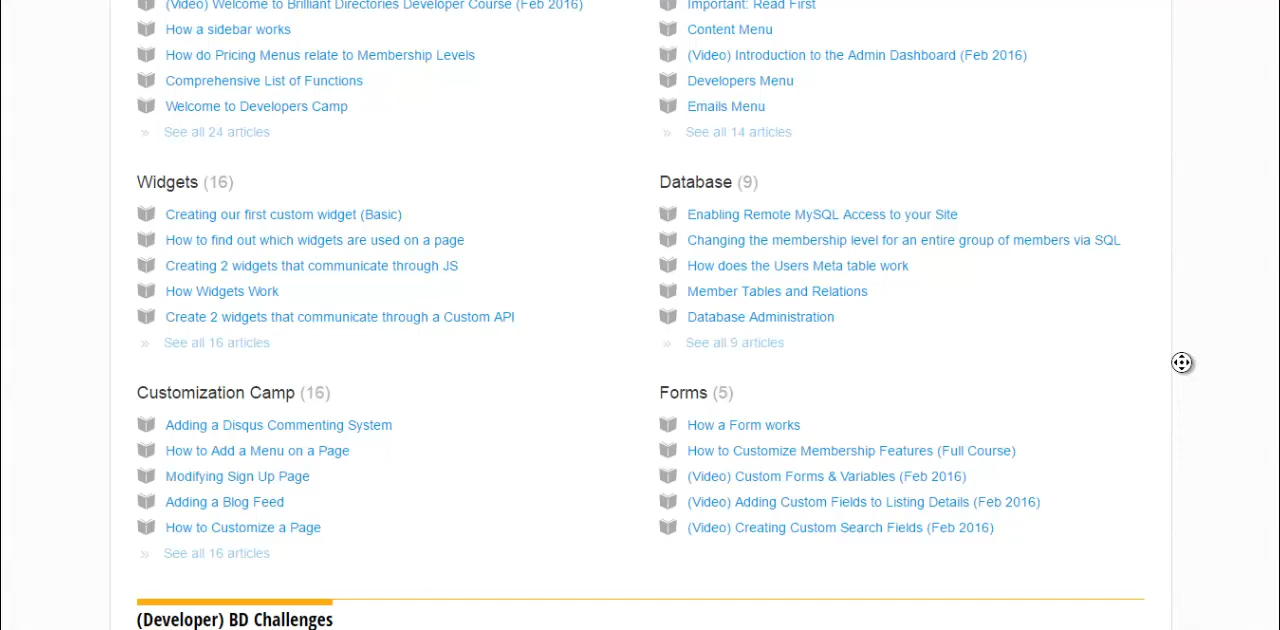 (Video) Welcome to Brilliant Directories Developer Course (Feb 2016)
How a sidebar works
How do Pricing Menus relate to Membership Levels
Comprehensive List of Functions
Welcome to Developers Camp
» See all 24 articles
Important: Read First
Content Menu
(Video) Introduction to the Admin Dashboard (Feb 2016)
Developers Menu
Emails Menu
» See all 14 articles
Widgets (16)
Creating our first custom widget (Basic)
How to find out which widgets are used on a page
Creating 2 widgets that communicate through JS
How Widgets Work
Create 2 widgets that communicate through a Custom API
» See all 16 articles
Database (9)
Enabling Remote MySQL Access to your Site
Changing the membership level for an entire group of members via SQL
How does the Users Meta table work
Member Tables and Relations
Database Administration
» See all 9 articles
Customization Camp (16)
Adding a Disqus Commenting System
How to Add a Menu on a Page
Modifying Sign Up Page
Adding a Blog Feed
How to Customize a Page
» See all 16 articles
Forms (5)
How a Form works
How to Customize Membership Features (Full Course)
(Video) Custom Forms & Variables (Feb 2016)
(Video) Adding Custom Fields to Listing Details (Feb 2016)
(Video) Creating Custom Search Fields (Feb 2016)
(Developer) BD Challenges